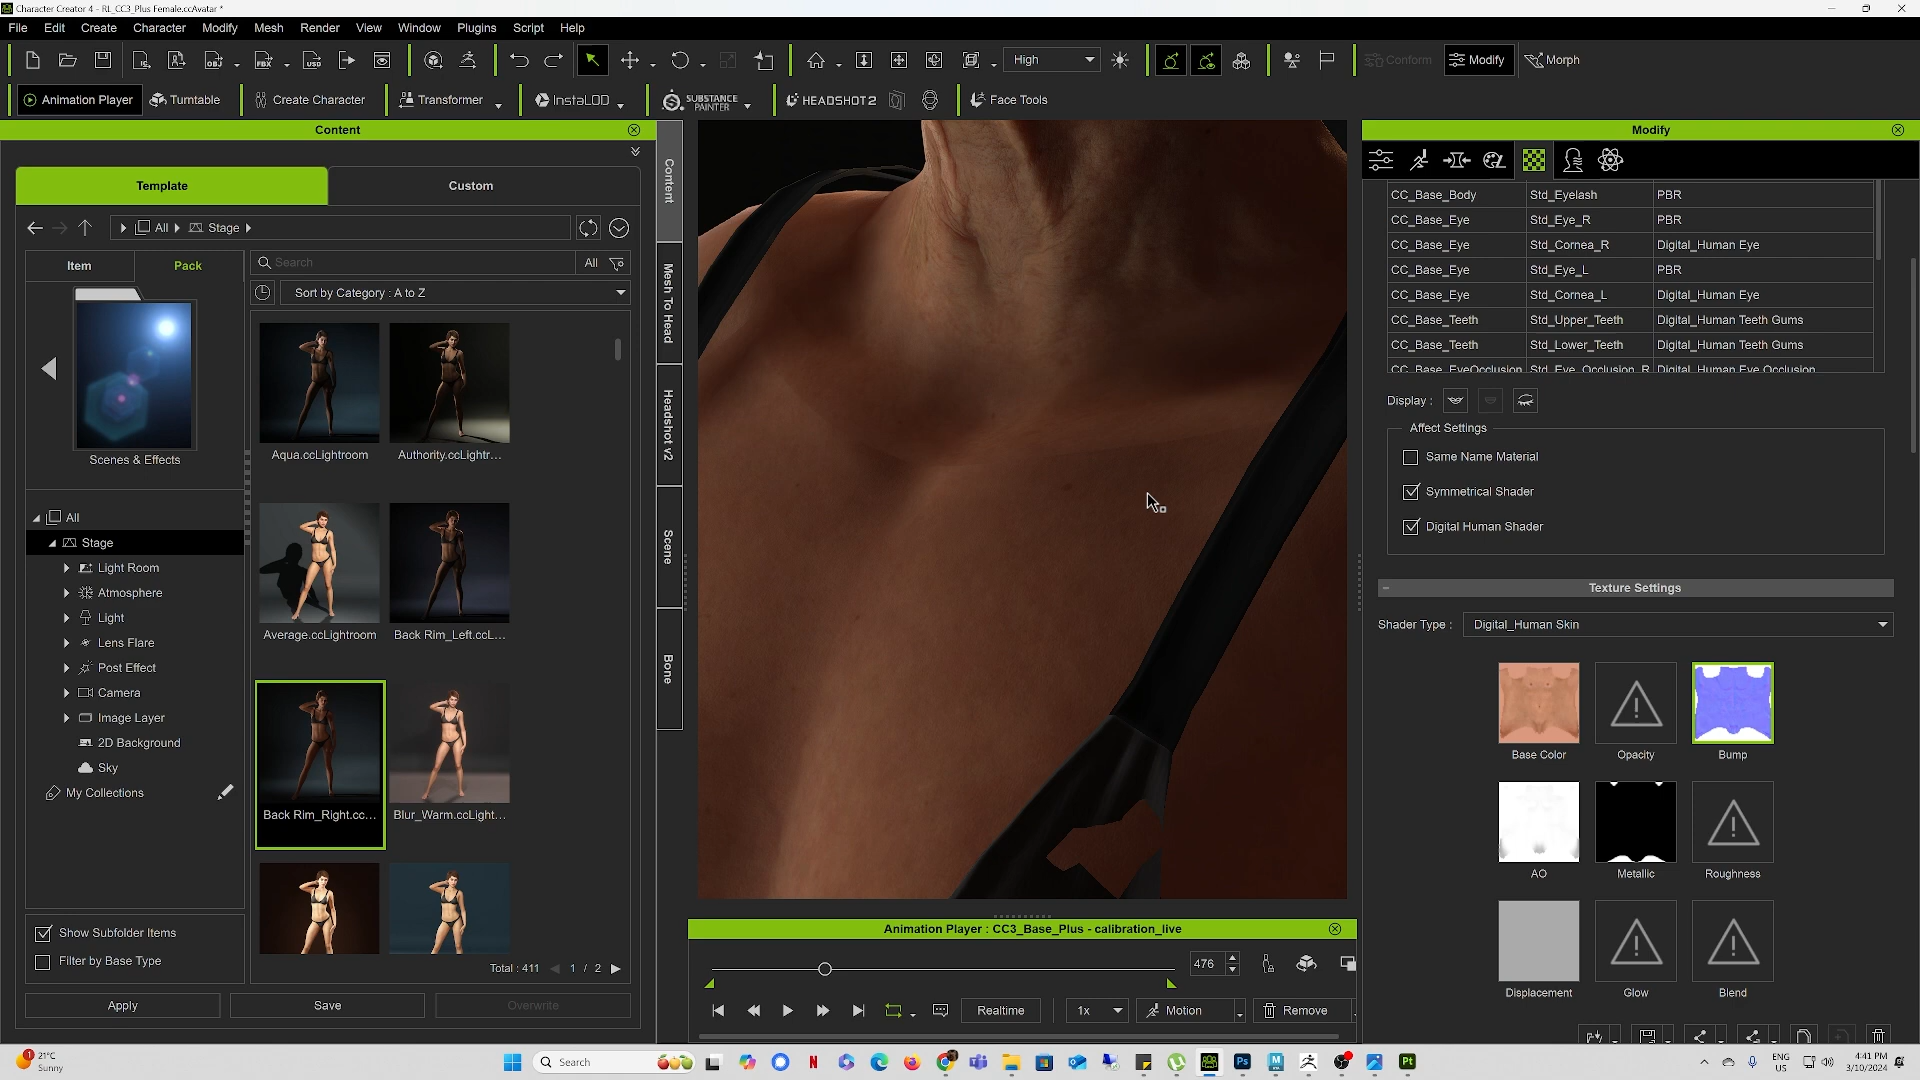 Character Creator 4 - RL_CC3_Plus Female.ccAvatar *
File Edit Create Character Modify Mesh Render View Window Plugins Script Help
High
Conform Modify Morph
Animation Player Turntable Create Character Transformer InstaLOD SUBSTANCE PAINTER HEADSHOT2 Face Tools
Content
Template Custom
All Stage
Item Pack
Search All
Sort by Category : A to Z
Scenes & Effects
Aqua.ccLightroom Authority.ccLightr...
Average.ccLightroom Back Rim_Left.ccL...
Back Rim_Right.cc... Blur_Warm.ccLight...
All
Stage
Light Room
Atmosphere
Light
Lens Flare
Post Effect
Camera
Image Layer
2D Background
Sky
My Collections
Show Subfolder Items
Filter by Base Type
Total : 411 1 / 2
Apply Save Overwrite
Content
Mesh To Head
Headshot v2
Scene
Bone
Animation Player : CC3_Base_Plus - calibration_live
476
Realtime 1x Motion Remove
Modify
CC_Base_Body Std_Eyelash PBR
CC_Base_Eye Std_Eye_R PBR
CC_Base_Eye Std_Cornea_R Digital_Human Eye
CC_Base_Eye Std_Eye_L PBR
CC_Base_Eye Std_Cornea_L Digital_Human Eye
CC_Base_Teeth Std_Upper_Teeth Digital_Human Teeth Gums
CC_Base_Teeth Std_Lower_Teeth Digital_Human Teeth Gums
CC_Base_EyeOcclusion Std_Eye_Occlusion_R Digital_Human Eye Occlusion
Display :
Affect Settings
Same Name Material
Symmetrical Shader
Digital Human Shader
Texture Settings
Shader Type : Digital_Human Skin
Base Color Opacity Bump
AO Metallic Roughness
Displacement Glow Blend
1
21°C
Sunny
Search
N
Ps
M
Pt
ENG
US
4:41 PM
3/10/2024